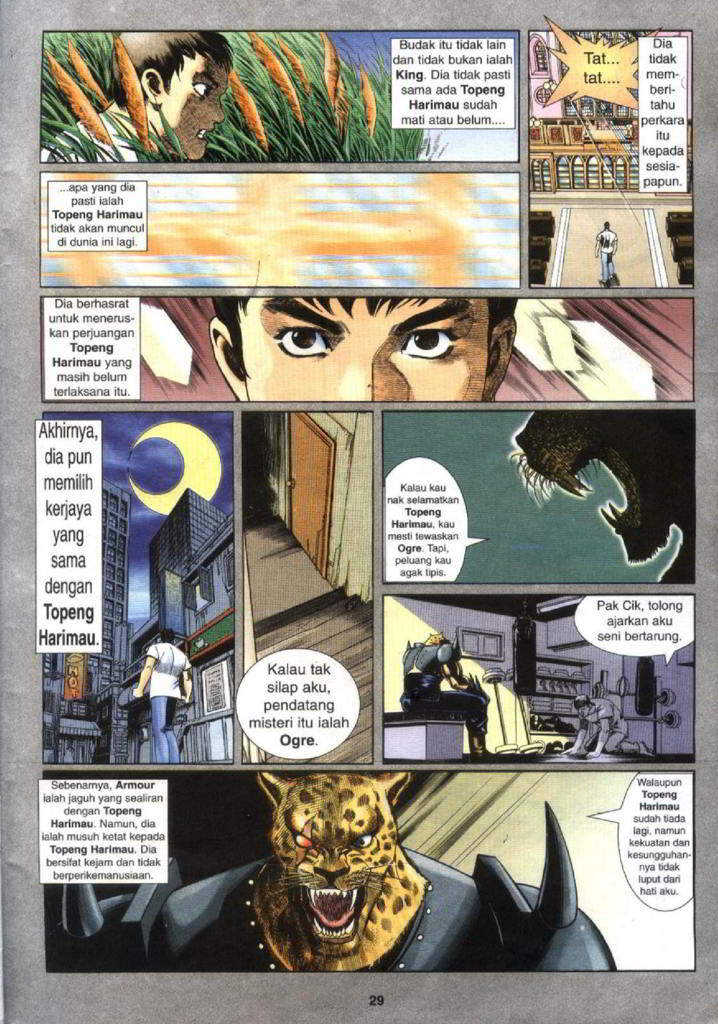 Budak itu tidak lain
dan tidak bukan ialah
King. Dia tidak pasti
sama ada Topeng
Harimau sudah
mati atau belum....
Tat...
tat....
Dia
tidak
mem-
beri-
tahu
perkara
itu
kepada
sesia-
papun.
...apa yang dia
pasti ialah
Topeng Harimau
tidak akan muncul
di dunia ini lagi.
Dia berhasrat
untuk menerus-
kan perjuangan
Topeng
Harimau yang
masih belum
terlaksana itu.
Akhirnya,
dia pun
memilih
kerjaya
yang
sama
dengan
Topeng
Harimau.
HOT
Kalau tak
silap aku,
pendatang
misteri itu ialah
Ogre.
Kalau kau
nak selamatkan
Topeng
Harimau, kau
mesti tewaskan
Ogre. Tapi,
peluang kau
agak tipis.
Pak Cik, tolong
ajarkan aku
seni bertarung.
Sebenarnya, Armour
ialah jaguh yang sealiran
dengan Topeng
Harimau. Namun, dia
ialah musuh ketat kepada
Topeng Harimau. Dia
bersifat kejam dan tidak
berperikemanusiaan.
Walaupun
Topeng
Harimau
sudah tiada
lagi, namun
kekuatan dan
kesungguhan-
nya tidak
luput dari
hati aku.
29